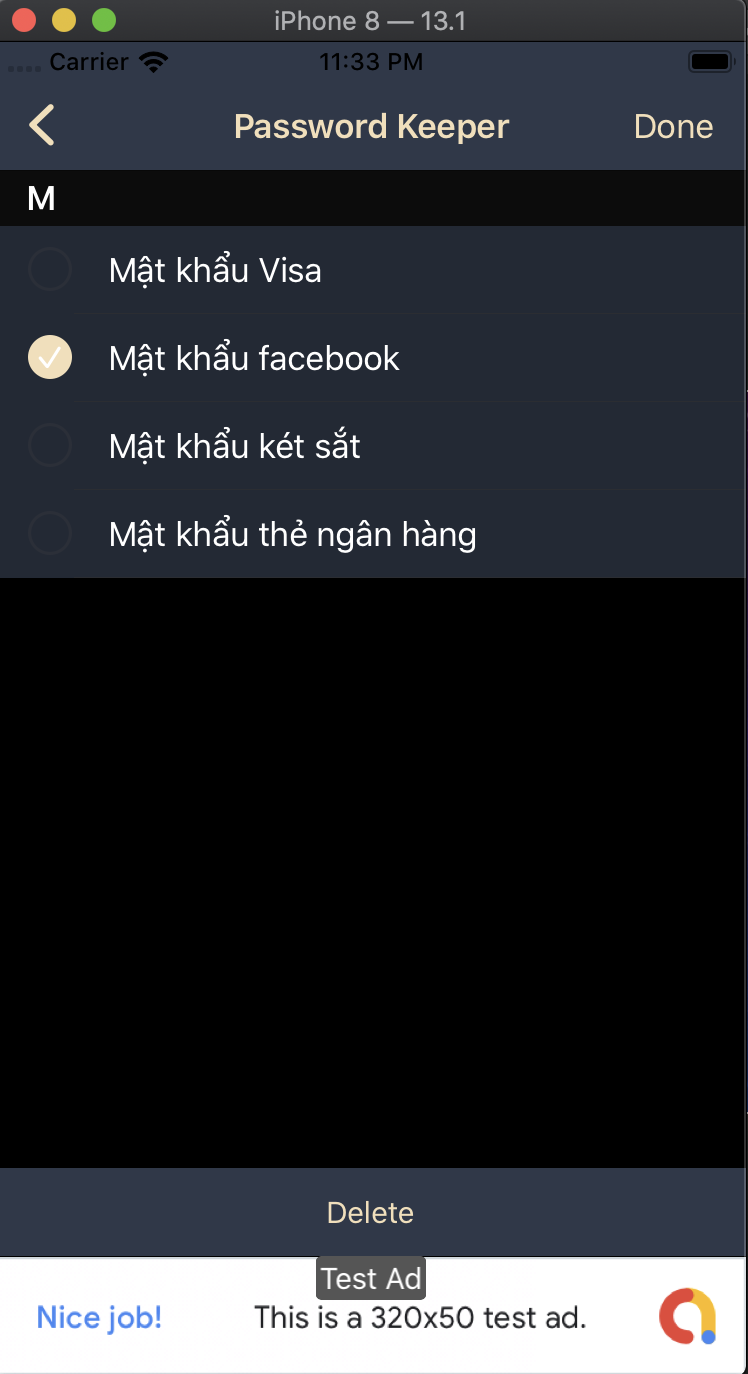 iPhone 8 — 13.1
Carrier 11:33 PM
Password Keeper Done
M
Mật khẩu Visa
Mật khẩu facebook
Mật khẩu két sắt
Mật khẩu thẻ ngân hàng
Delete
Test Ad
Nice job! This is a 320x50 test ad.